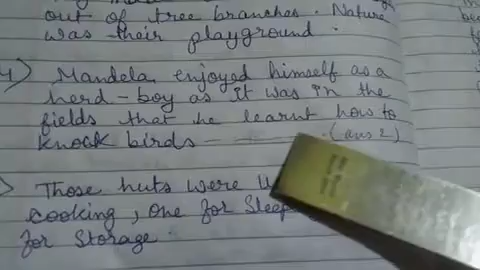 out of tree branches. Nature
was their playground.
4) Mandela enjoyed himself as a
herd-boy as it was in the
fields that he learnt how to
knoak birds - - - - (ans 2)
Those huts were
cooking, one for Sleep
for Storage.